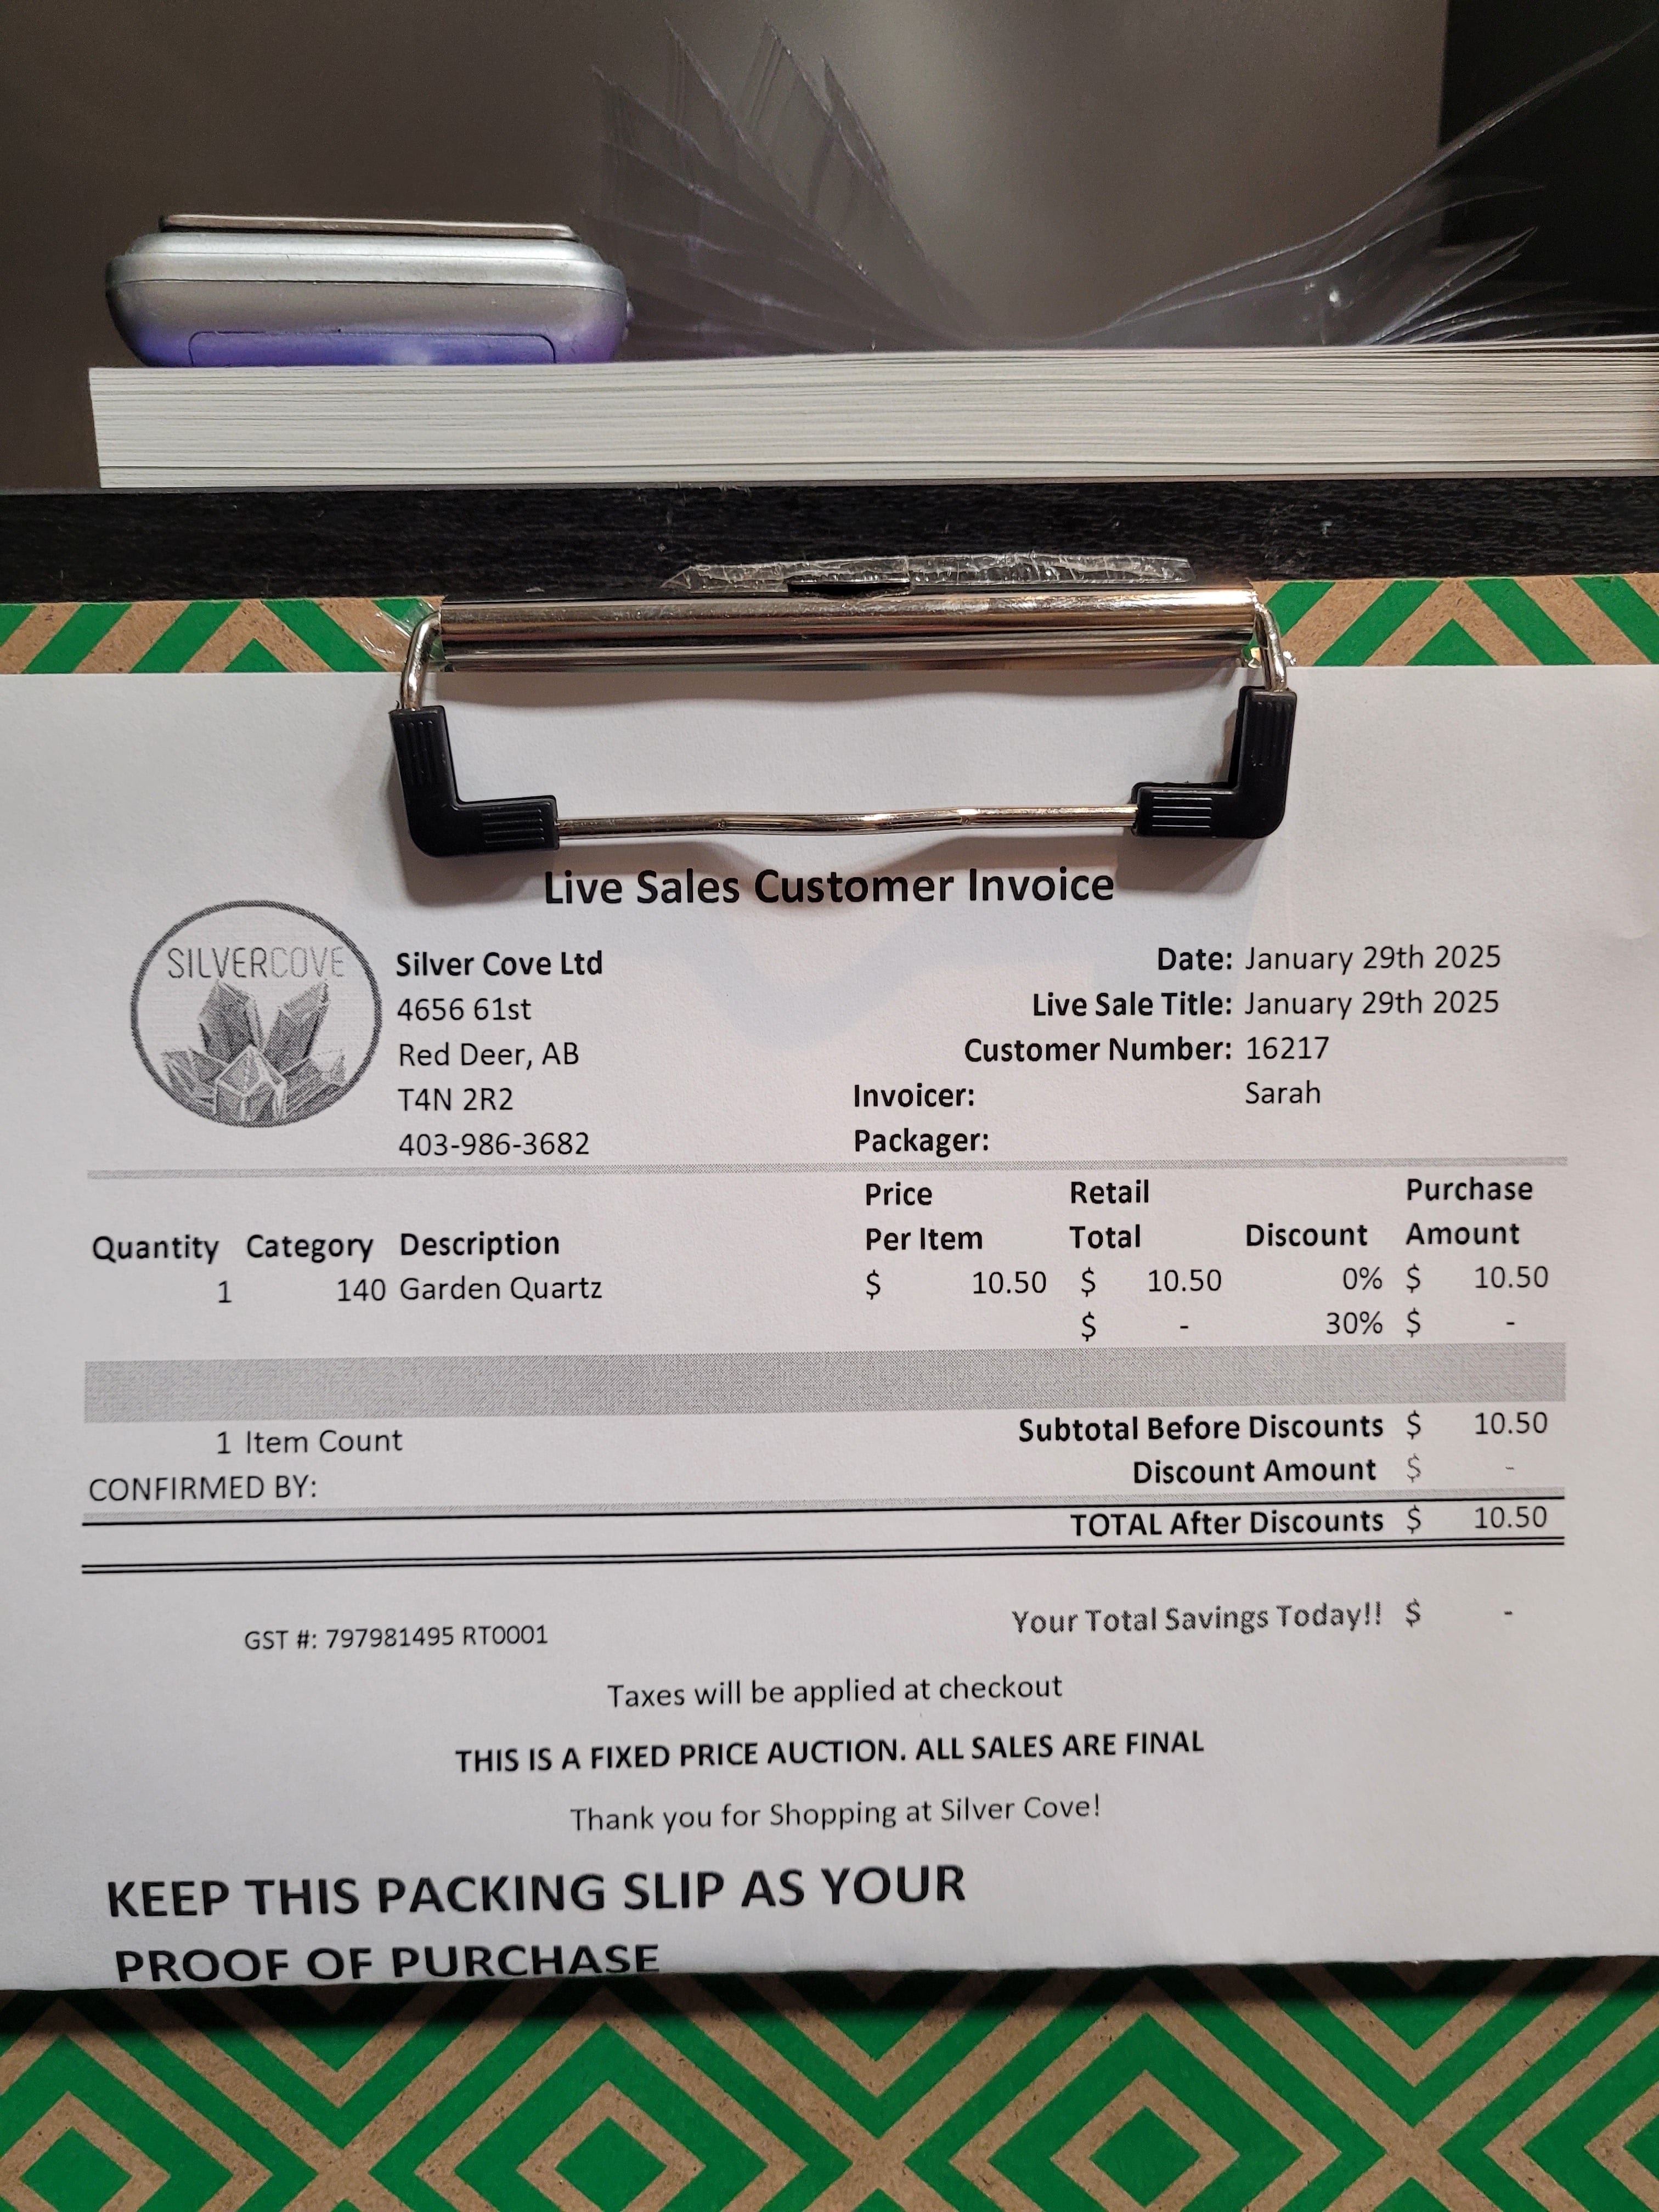 Live Sales Customer Invoice
SILVERCOVE
Silver Cove Ltd
4656 61st
Red Deer, AB
T4N 2R2
403-986-3682
Date: January 29th 2025
Live Sale Title: January 29th 2025
Customer Number: 16217
Invoicer: Sarah
Packager:
Quantity Category Description Price Per Item Retail Total Discount Purchase Amount
1 140 Garden Quartz $ 10.50 $ 10.50 0% $ 10.50
$ - 30% $ -
1 Item Count
CONFIRMED BY:
Subtotal Before Discounts $ 10.50
Discount Amount $ -
TOTAL After Discounts $ 10.50
Your Total Savings Today!! $ -
GST #: 797981495 RT0001
Taxes will be applied at checkout
THIS IS A FIXED PRICE AUCTION. ALL SALES ARE FINAL
Thank you for Shopping at Silver Cove!
KEEP THIS PACKING SLIP AS YOUR
PROOF OF PURCHASE